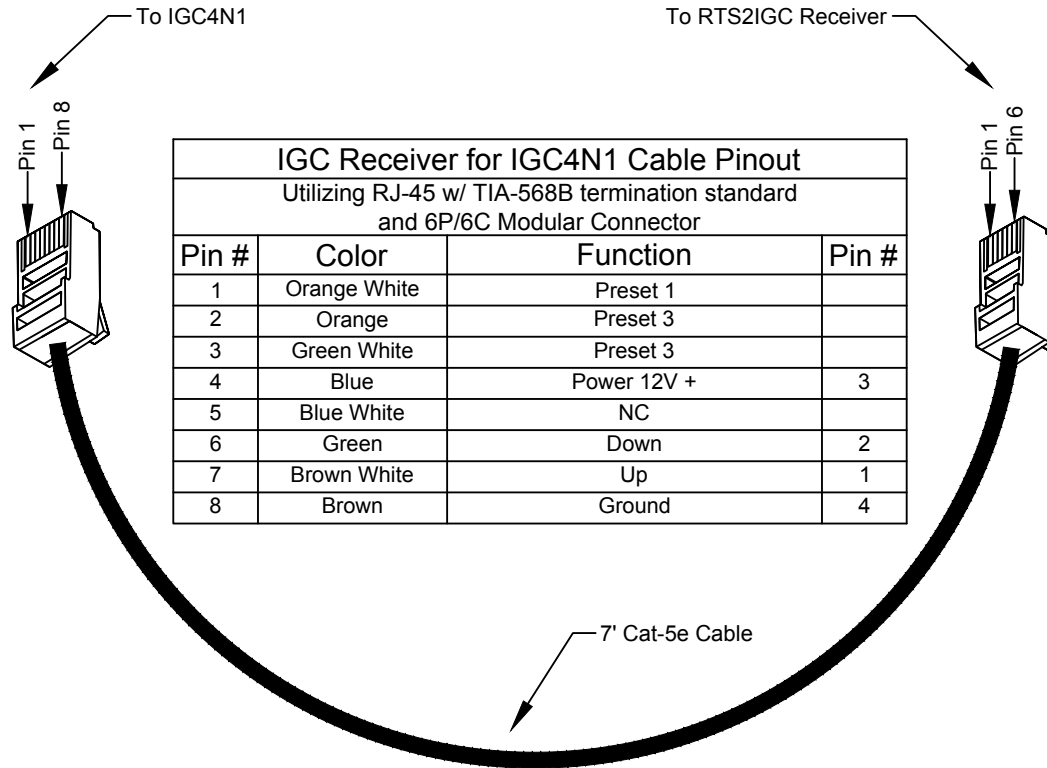 To IGC4N1
To RTS2IGC Receiver
Pin 1
Pin 8
Pin 1
Pin 6
IGC Receiver for IGC4N1 Cable Pinout
Utilizing RJ-45 w/ TIA-568B termination standard
and 6P/6C Modular Connector
Pin # Color Function Pin #
1 Orange White Preset 1
2 Orange Preset 3
3 Green White Preset 3
4 Blue Power 12V + 3
5 Blue White NC
6 Green Down 2
7 Brown White Up 1
8 Brown Ground 4
7' Cat-5e Cable